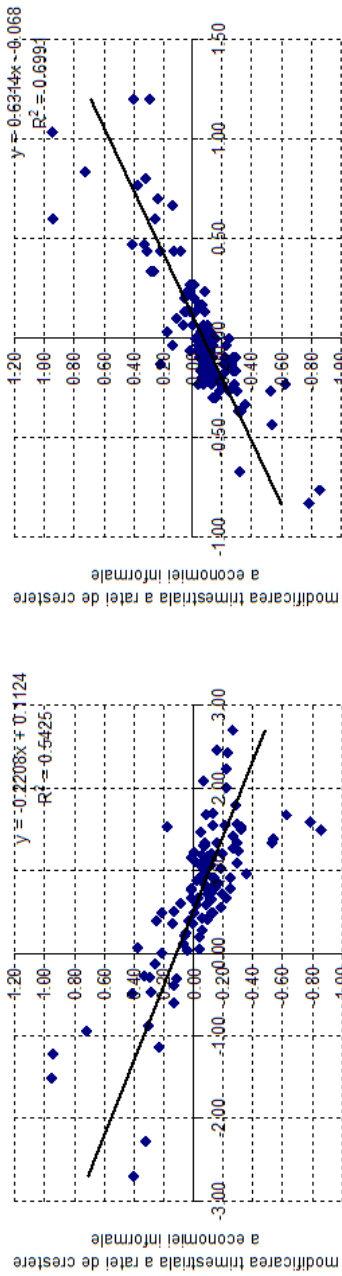 modificarea trimestriala a ratei de crestere
a economiei informale
1.20
1.00
0.80
0.60
0.40
0.20
0.00
-0.20
-0.40
-0.60
-0.80
-1.00
-3.00 -2.00 -1.00 0.00 1.00 2.00 3.00
y = -0.2208x + 0.1124
R² = 0.5425
modificarea trimestriala a ratei de crestere
a economiei informale
1.20
1.00
0.80
0.60
0.40
0.20
0.00
-0.20
-0.40
-0.60
-0.80
-1.00
-1.00 -0.50 0.00 0.50 1.00 1.50
y = 0.6314x - 0.068
R² = 0.6991